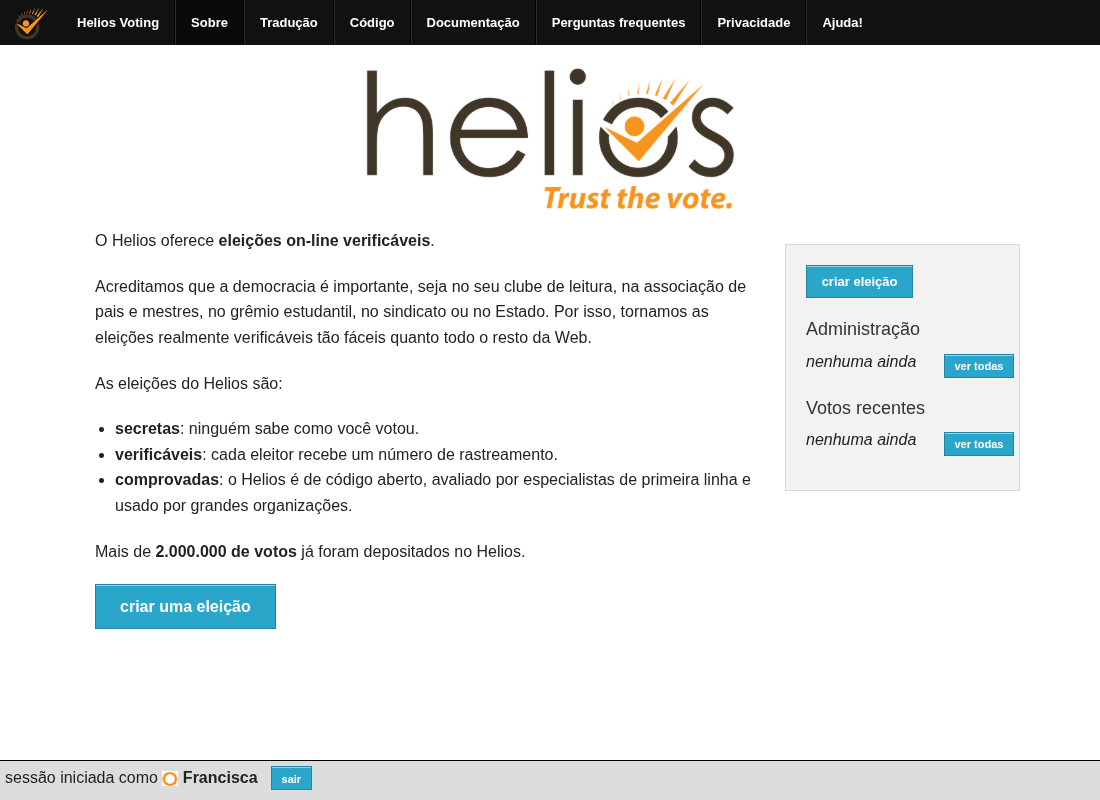 Helios Voting Sobre Tradução Código Documentação Perguntas frequentes Privacidade Ajuda!
helios
Trust the vote.
O Helios oferece eleições on-line verificáveis.
Acreditamos que a democracia é importante, seja no seu clube de leitura, na associação de
pais e mestres, no grêmio estudantil, no sindicato ou no Estado. Por isso, tornamos as
eleições realmente verificáveis tão fáceis quanto todo o resto da Web.
As eleições do Helios são:
secretas: ninguém sabe como você votou.
verificáveis: cada eleitor recebe um número de rastreamento.
comprovadas: o Helios é de código aberto, avaliado por especialistas de primeira linha e
usado por grandes organizações.
Mais de 2.000.000 de votos já foram depositados no Helios.
criar uma eleição
criar eleição
Administração
nenhuma ainda ver todas
Votos recentes
nenhuma ainda ver todas
sessão iniciada como Francisca sair